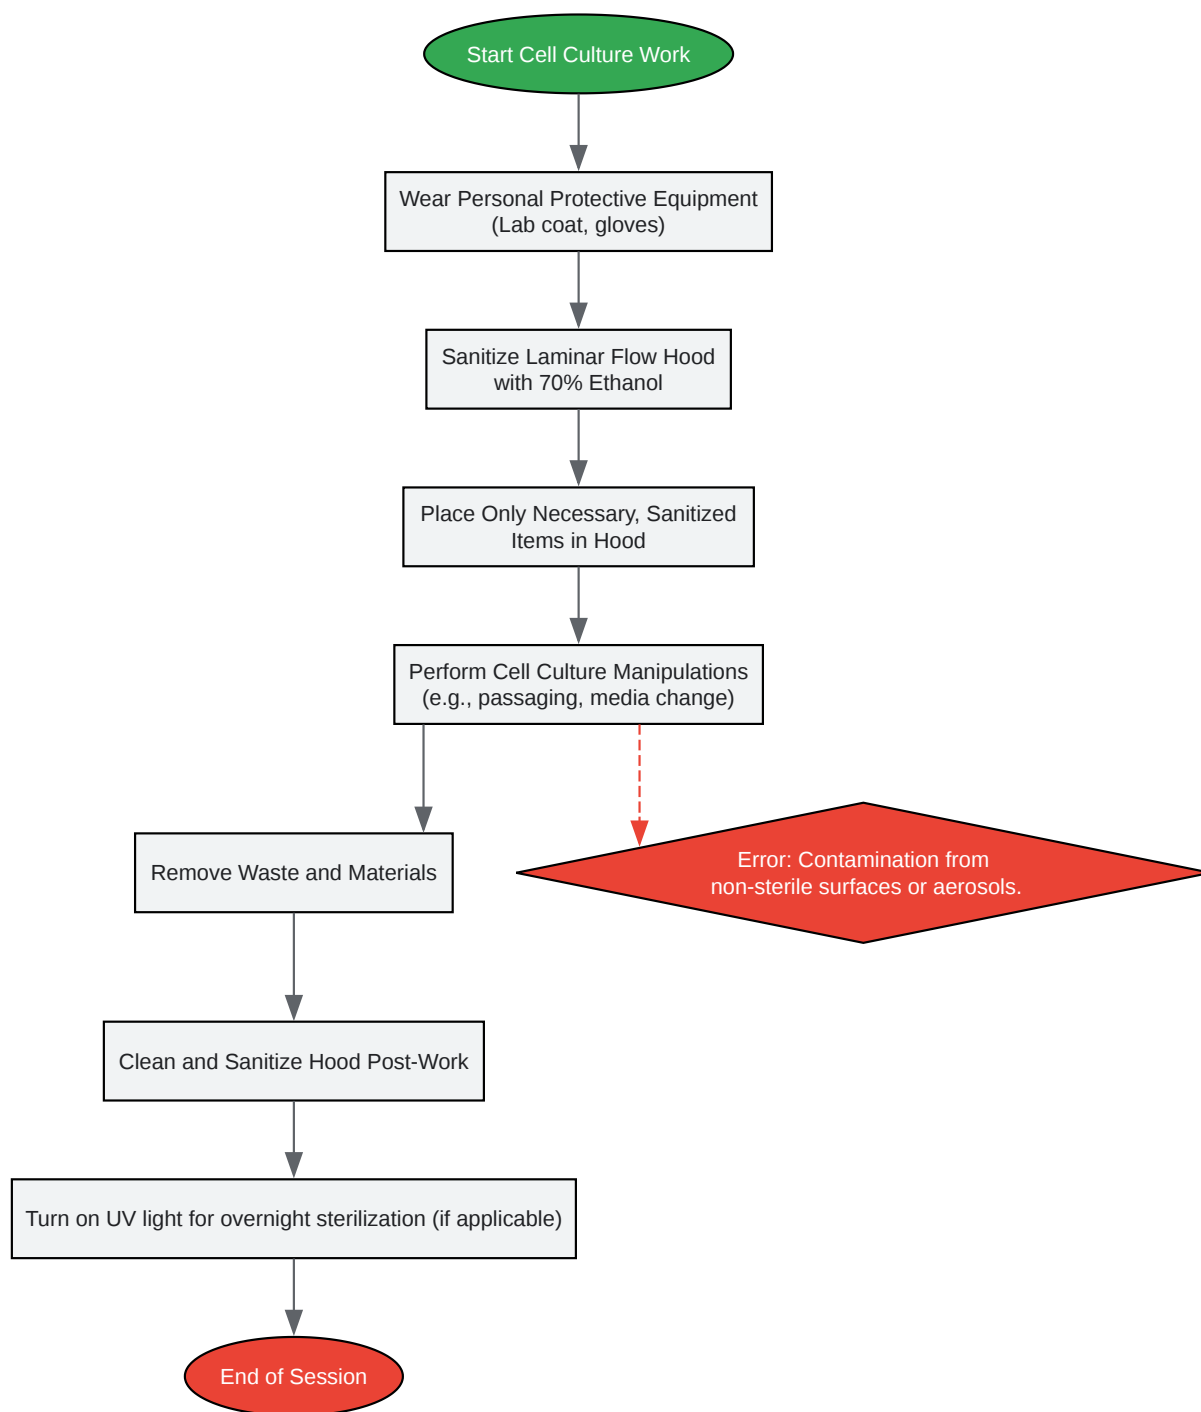 Start Cell Culture Work
Wear Personal Protective Equipment
(Lab coat, gloves)
Sanitize Laminar Flow Hood
with 70% Ethanol
Place Only Necessary, Sanitized
Items in Hood
Perform Cell Culture Manipulations
(e.g., passaging, media change)
Remove Waste and Materials
Error: Contamination from
non-sterile surfaces or aerosols.
Clean and Sanitize Hood Post-Work
Turn on UV light for overnight sterilization (if applicable)
End of Session